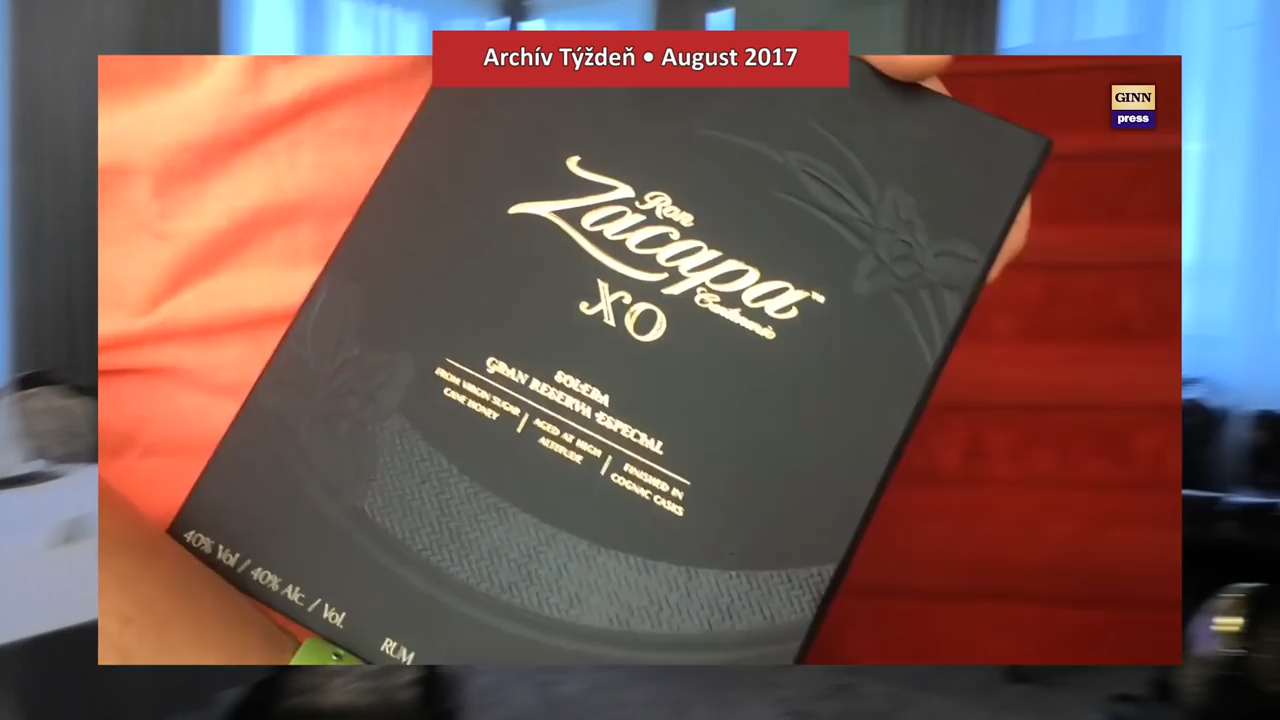 Archív Týždeň • August 2017
GINN
press
Ron
Zacapa™
Centenario
XO
SOLERA
GRAN RESERVA ESPECIAL
FROM VIRGIN SUGAR
CANE HONEY
AGED AT HIGH
ALTITUDE
FINISHED IN
COGNAC CASKS
40% Vol / 40% Alc. / Vol.
RUM